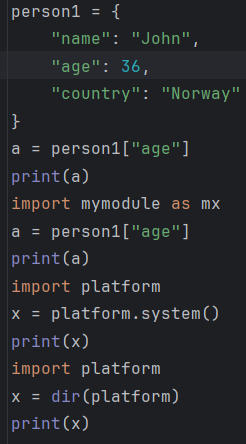 person1 = {
    "name": "John",
    "age": 36,
    "country": "Norway"
}
a = person1["age"]
print(a)
import mymodule as mx
a = person1["age"]
print(a)
import platform
x = platform.system()
print(x)
import platform
x = dir(platform)
print(x)